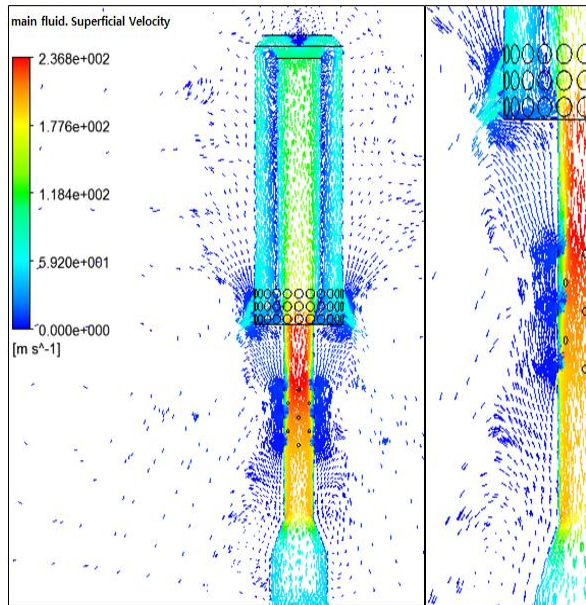 main fluid. Superficial Velocity
2.368e+002
1.776e+002
1.184e+002
5.920e+001
0.000e+000
[m s^-1]